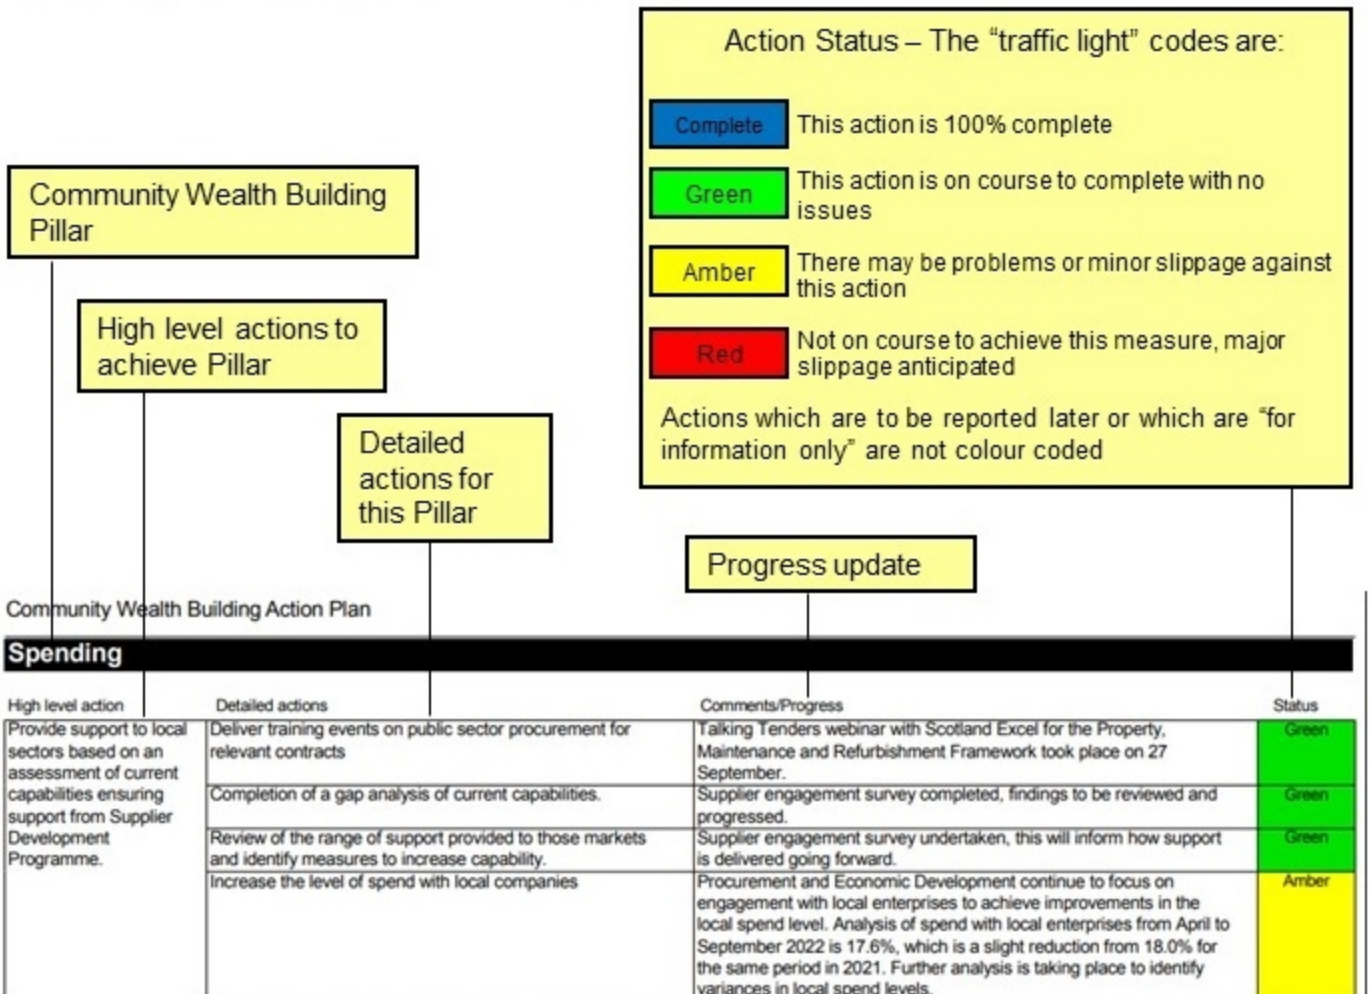 Action Status – The “traffic light” codes are:
Complete
This action is 100% complete
Green
This action is on course to complete with no
issues
Amber
There may be problems or minor slippage against
this action
Red
Not on course to achieve this measure, major
slippage anticipated
Actions which are to be reported later or which are “for
information only” are not colour coded
Community Wealth Building
Pillar
High level actions to
achieve Pillar
Detailed
actions for
this Pillar
Progress update
Community Wealth Building Action Plan
Spending
High level action
Detailed actions
Comments/Progress
Status
Provide support to local
sectors based on an
assessment of current
capabilities ensuring
support from Supplier
Development
Programme.
Deliver training events on public sector procurement for
relevant contracts
Talking Tenders webinar with Scotland Excel for the Property,
Maintenance and Refurbishment Framework took place on 27
September.
Green
Completion of a gap analysis of current capabilities.
Supplier engagement survey completed, findings to be reviewed and
progressed.
Green
Review of the range of support provided to those markets
and identify measures to increase capability.
Supplier engagement survey undertaken, this will inform how support
is delivered going forward.
Green
Increase the level of spend with local companies
Procurement and Economic Development continue to focus on
engagement with local enterprises to achieve improvements in the
local spend level. Analysis of spend with local enterprises from April to
September 2022 is 17.6%, which is a slight reduction from 18.0% for
the same period in 2021. Further analysis is taking place to identify
variances in local spend levels.
Amber